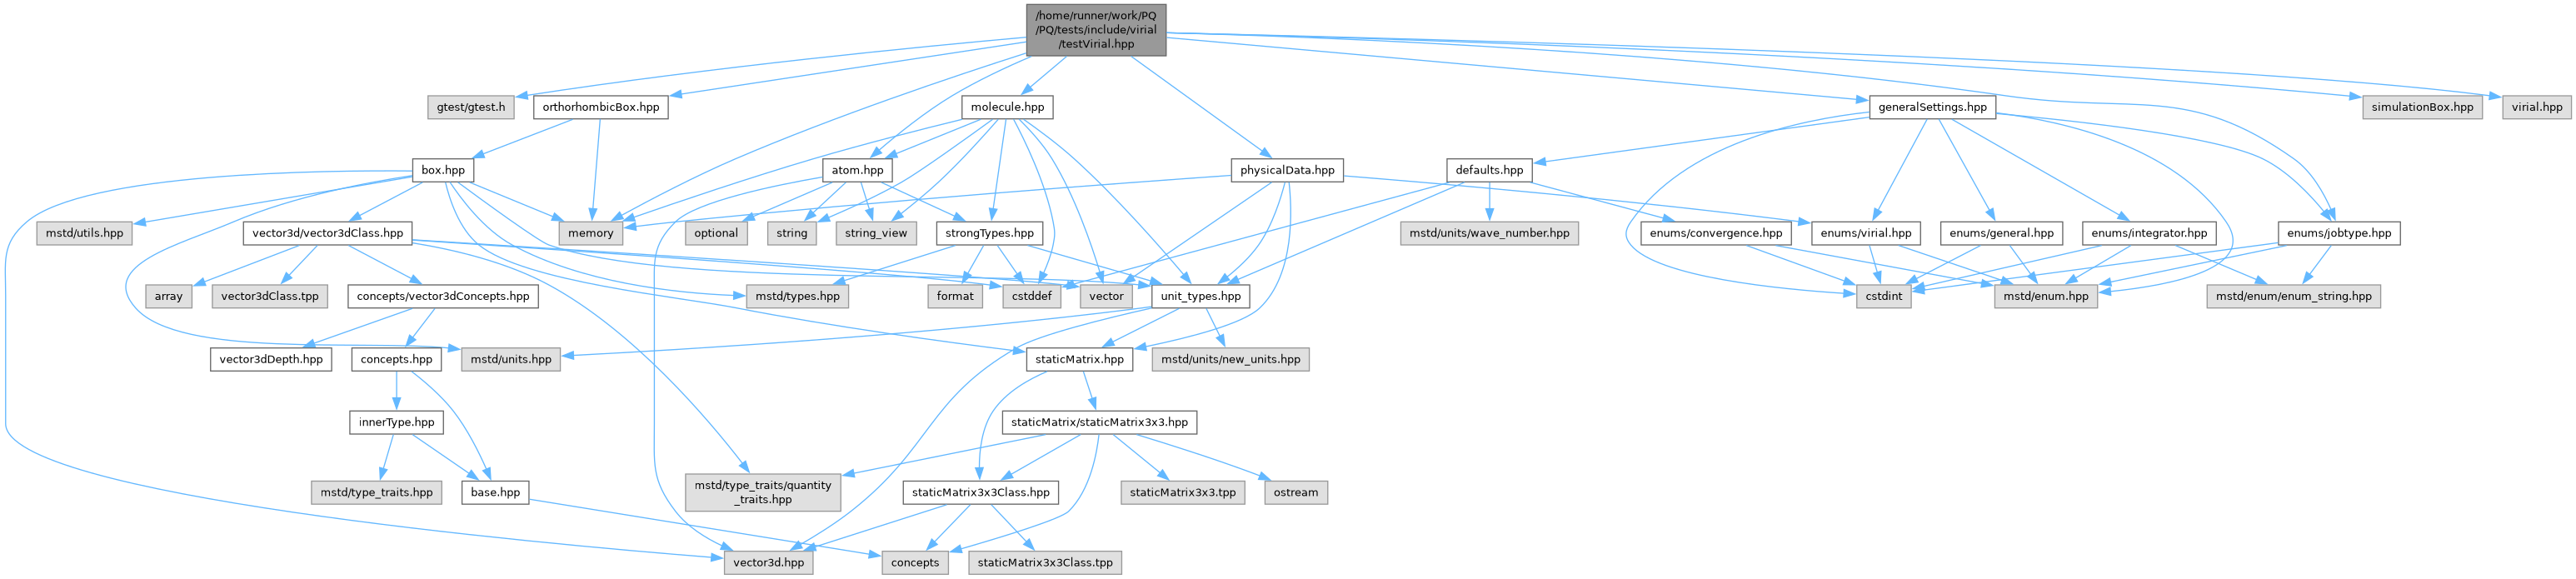 /home/runner/work/PQ
/PQ/tests/include/virial
/testVirial.hpp
gtest/gtest.h
orthorhombicBox.hpp
molecule.hpp
generalSettings.hpp
simulationBox.hpp
virial.hpp
box.hpp
atom.hpp
physicalData.hpp
defaults.hpp
mstd/utils.hpp
vector3d/vector3dClass.hpp
memory
optional
string
string_view
strongTypes.hpp
mstd/units/wave_number.hpp
enums/convergence.hpp
enums/virial.hpp
enums/general.hpp
enums/integrator.hpp
enums/jobtype.hpp
array
vector3dClass.tpp
concepts/vector3dConcepts.hpp
mstd/types.hpp
format
cstddef
vector
unit_types.hpp
cstdint
mstd/enum.hpp
mstd/enum/enum_string.hpp
vector3dDepth.hpp
concepts.hpp
mstd/units.hpp
staticMatrix.hpp
mstd/units/new_units.hpp
innerType.hpp
staticMatrix/staticMatrix3x3.hpp
mstd/type_traits.hpp
base.hpp
mstd/type_traits/quantity
_traits.hpp
staticMatrix3x3Class.hpp
staticMatrix3x3.tpp
ostream
vector3d.hpp
concepts
staticMatrix3x3Class.tpp